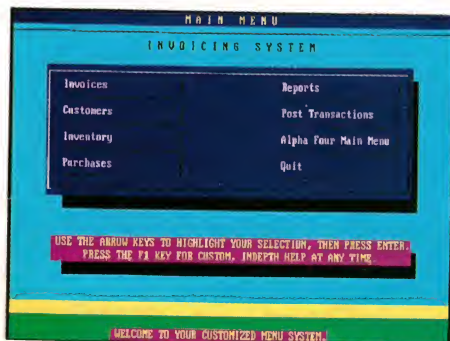 MAIN MENU
INVOICING SYSTEM
Invoices
Customers
Inventory
Purchases
Reports
Post Transactions
Alpha Four Main Menu
Quit
USE THE ARROW KEYS TO HIGHLIGHT YOUR SELECTION, THEN PRESS ENTER.
PRESS THE F1 KEY FOR CUSTOM, INDEPTH HELP AT ANY TIME.
WELCOME TO YOUR CUSTOMIZED MENU SYSTEM.